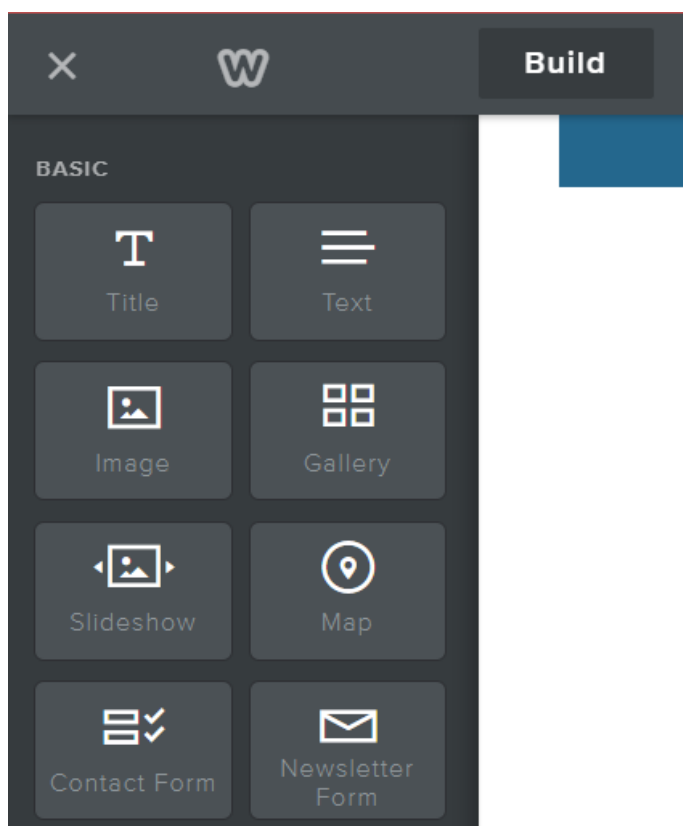 Build
BASIC
Title
Text
Image
Gallery
Slideshow
Map
Contact Form
Newsletter
Form